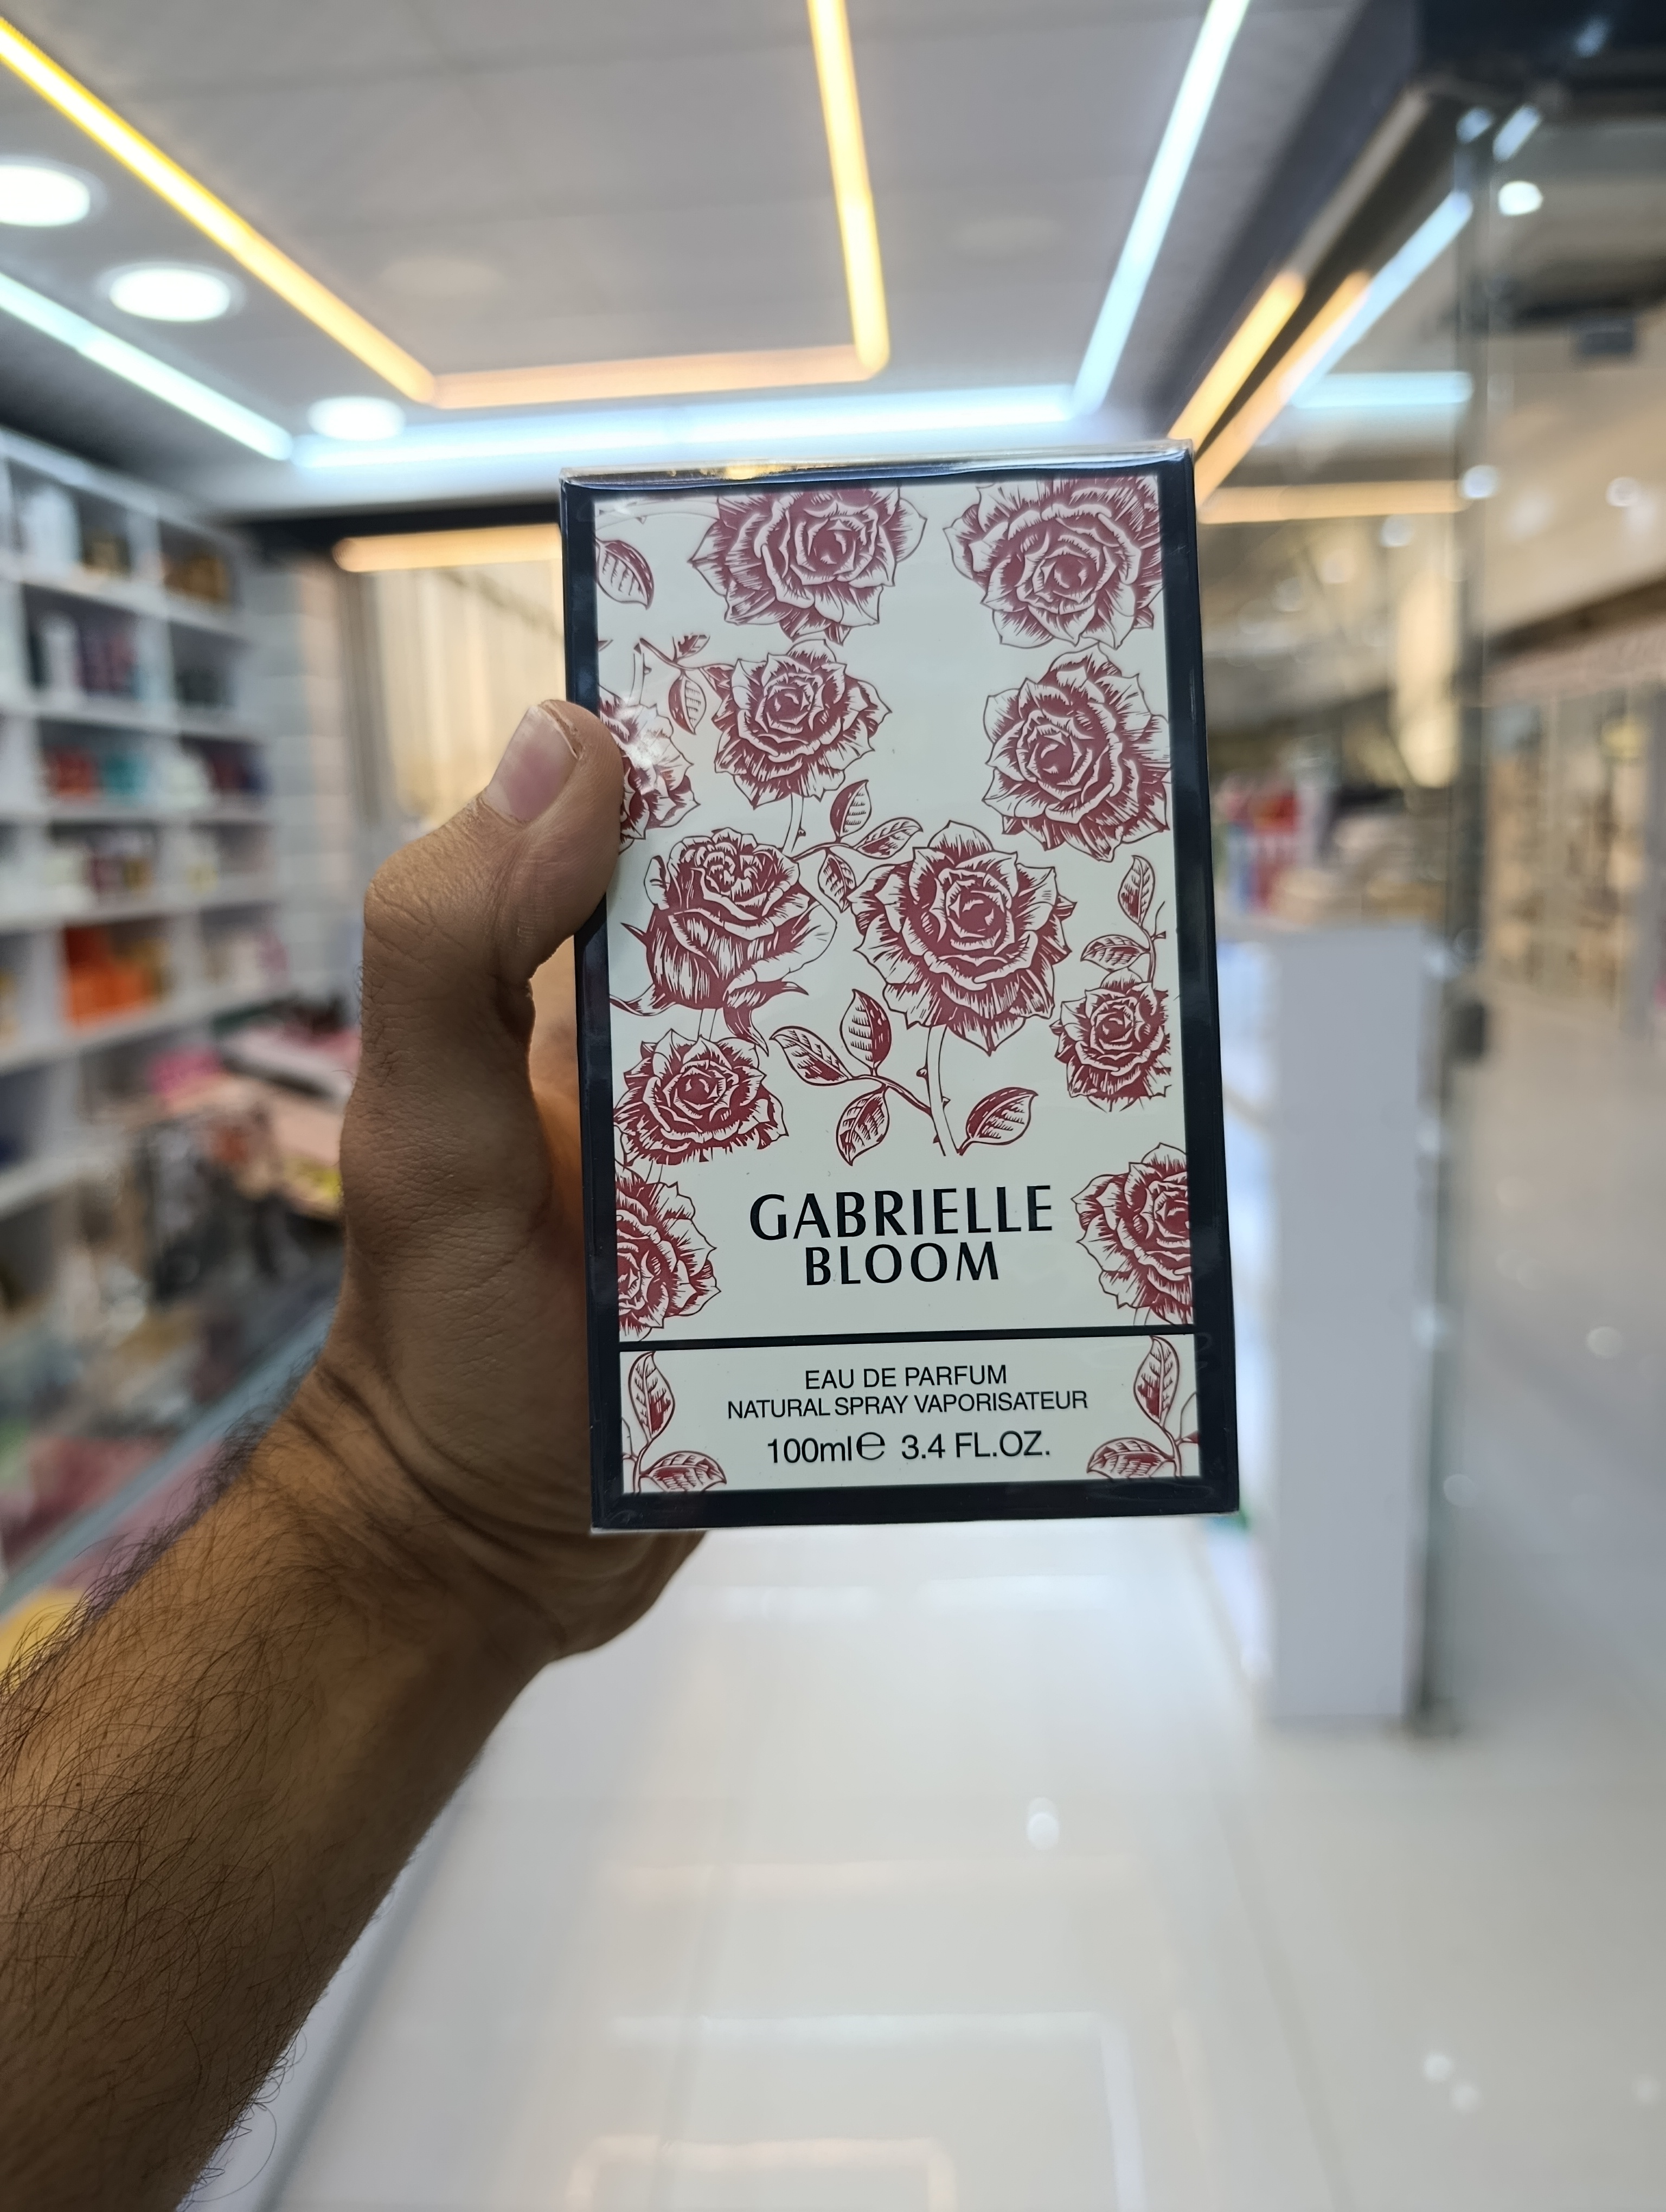 GABRIELLE
BLOOM
EAU DE PARFUM
NATURAL SPRAY VAPORISATEUR
100ml℮ 3.4 FL.OZ.